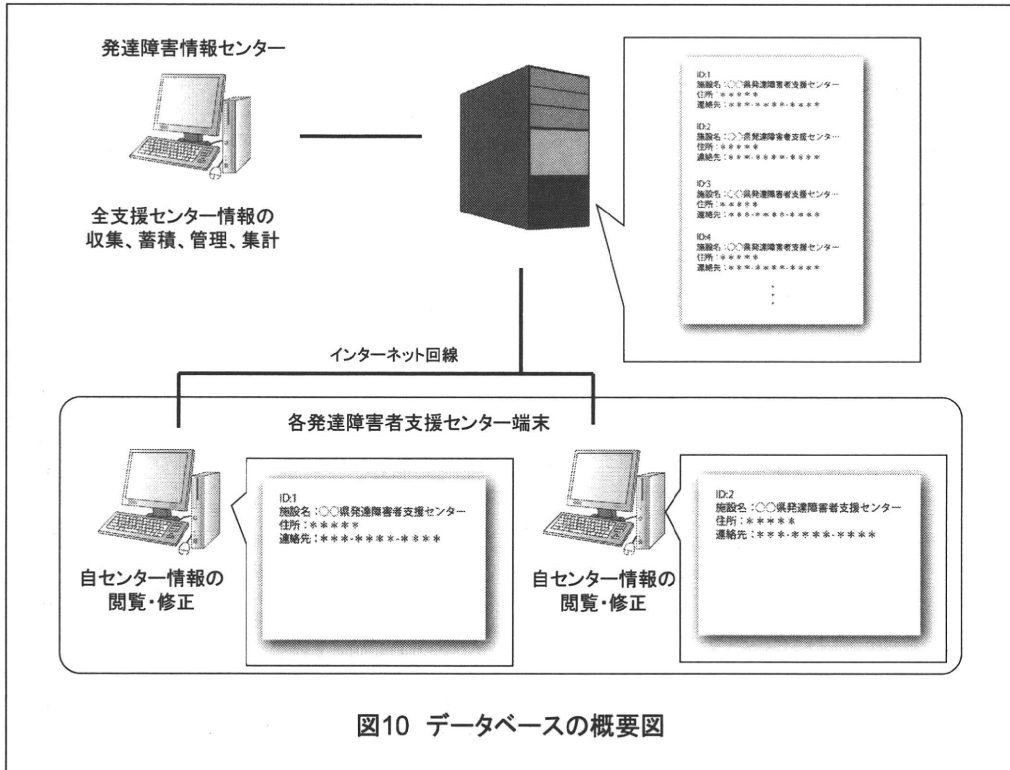 発達障害情報センター
全支援センター情報の
収集、蓄積、管理、集計
ID:1
施設名:○○県発達障害者支援センター
住所:*****
連絡先:***-****-****
ID:2
施設名:○○県発達障害者支援センタ…
住所:*****
連絡先:***-****-****
ID:3
施設名:○○県発達障害者支援センター
住所:*****
連絡先:***-****-****
ID:4
施設名:○○県発達障害者支援センター
住所:*****
連絡先:***-****-****
インターネット回線
各発達障害者支援センター端末
ID:1
施設名:○○県発達障害者支援センター
住所:*****
連絡先:***-****-****
自センター情報の
閲覧・修正
ID:2
施設名:○○県発達障害者支援センター
住所:*****
連絡先:***-****-****
自センター情報の
閲覧・修正
図10 データベースの概要図